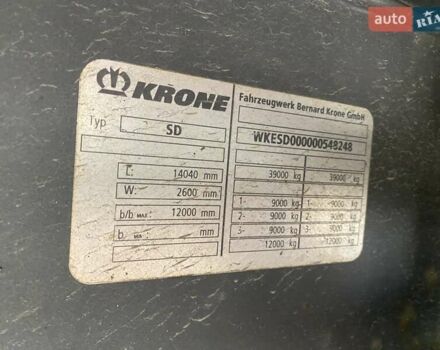 auto
RIA
KRONE
Fahrzeugwerk Bernard Krone GmbH
Typ
SD
WKESD000000548248
L: 14040 mm
W: 2600 mm
b/b MAX.: 12000 mm
b. MIN.: mm
39000 kg 39000 kg
1- 9000 kg 1- 9000 kg
2- 9000 kg 2- 9000 kg
3- 9000 kg 3- 9000 kg
12000 kg 12000 kg